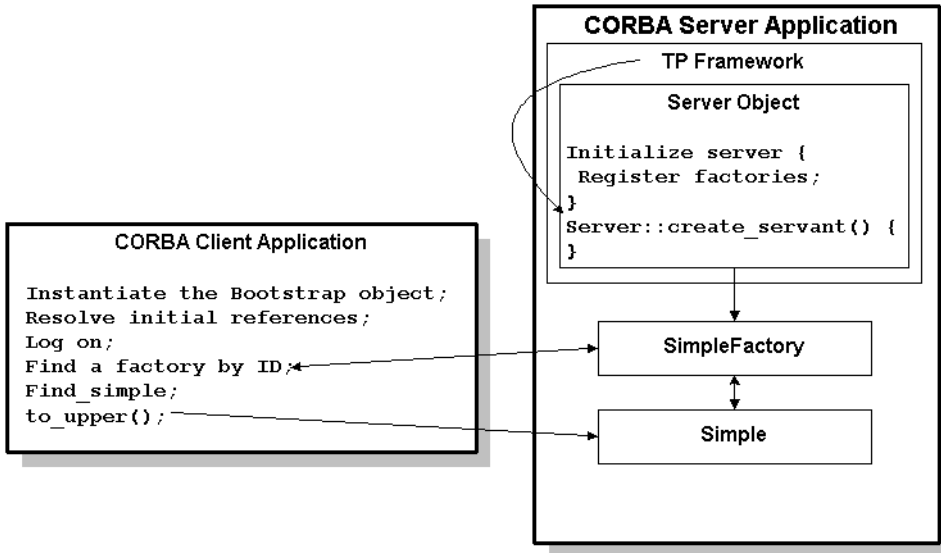 CORBA Server Application
TP Framework
Server Object
Initialize server {
Register factories;
}
Server::create_servant() {
}
SimpleFactory
Simple
CORBA Client Application
Instantiate the Bootstrap object;
Resolve initial references;
Log on;
Find a factory by ID;
Find_simple;
to_upper();